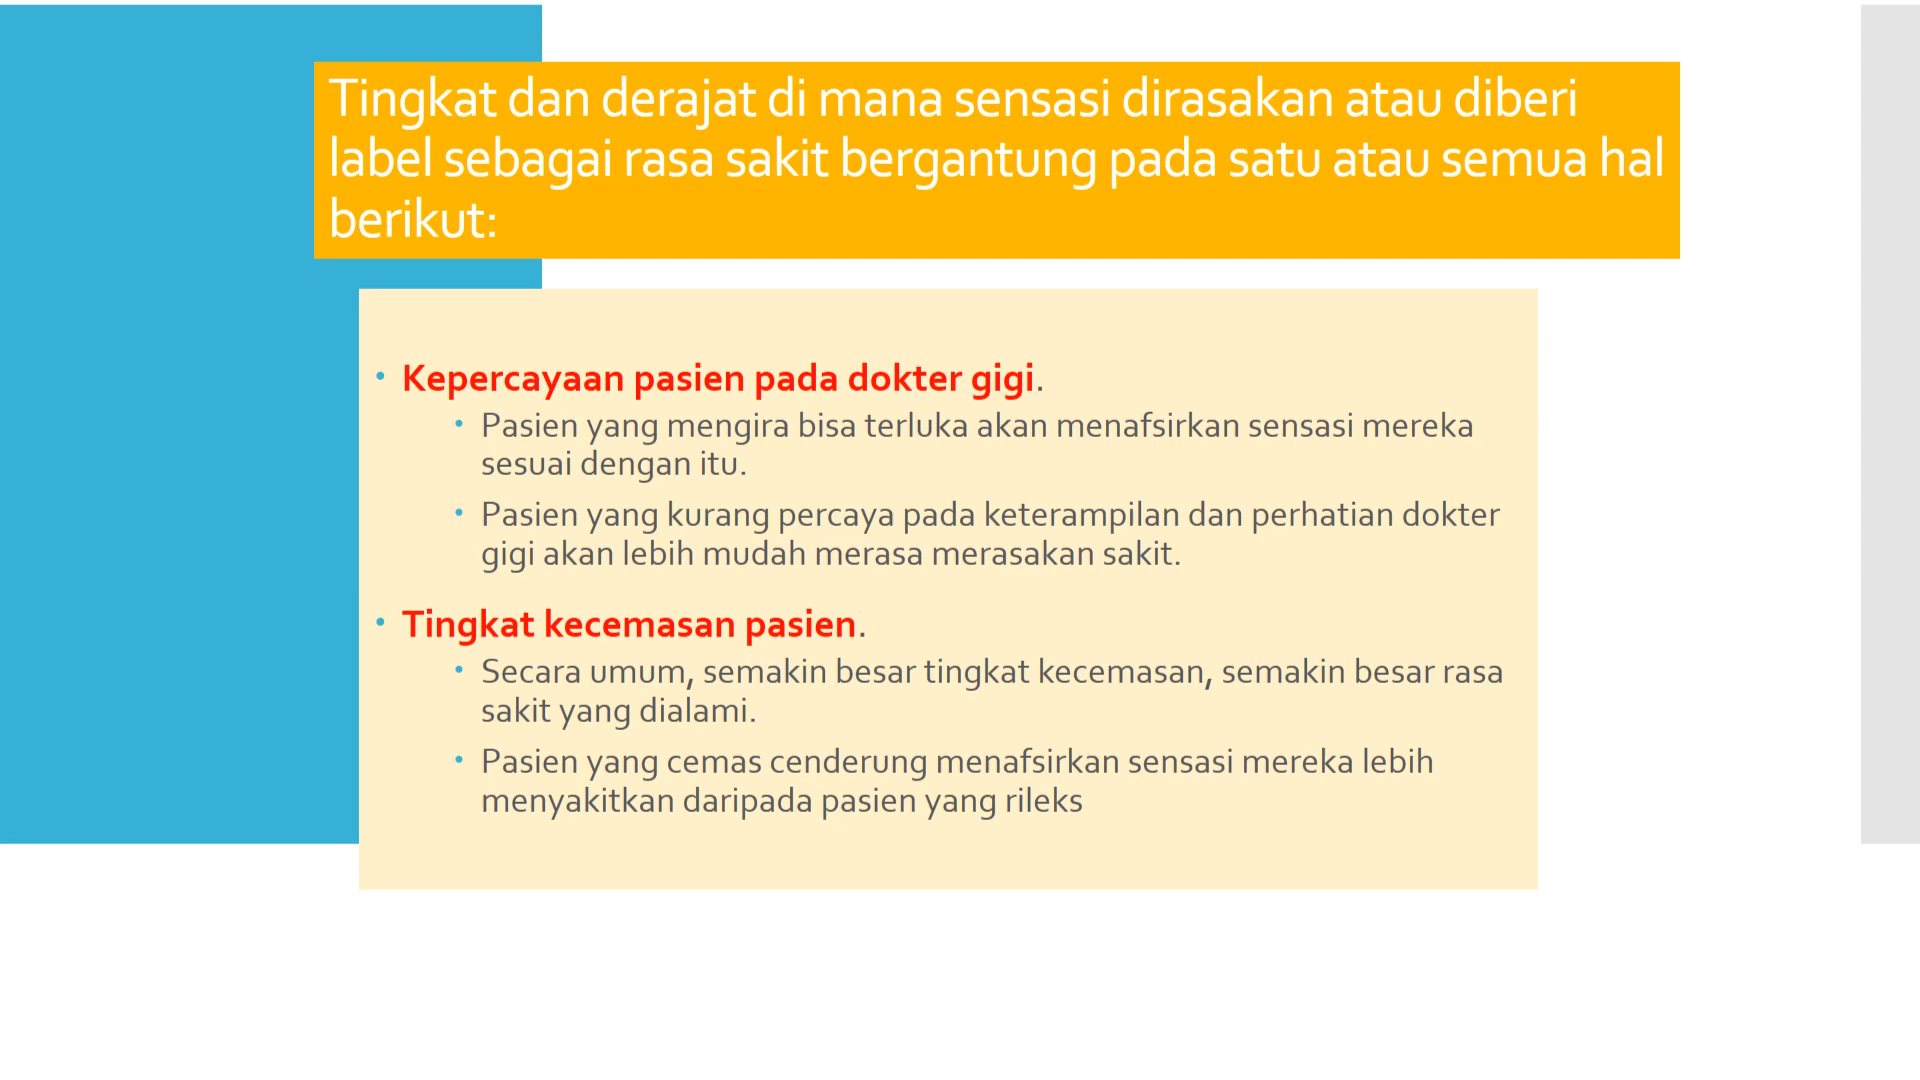 Tingkat dan derajat di mana sensasi dirasakan atau diberi
label sebagai rasa sakit bergantung pada satu atau semua hal
berikut:
• Kepercayaan pasien pada dokter gigi.
• Pasien yang mengira bisa terluka akan menafsirkan sensasi mereka
sesuai dengan itu.
• Pasien yang kurang percaya pada keterampilan dan perhatian dokter
gigi akan lebih mudah merasa merasakan sakit.
• Tingkat kecemasan pasien.
• Secara umum, semakin besar tingkat kecemasan, semakin besar rasa
sakit yang dialami.
• Pasien yang cemas cenderung menafsirkan sensasi mereka lebih
menyakitkan daripada pasien yang rileks